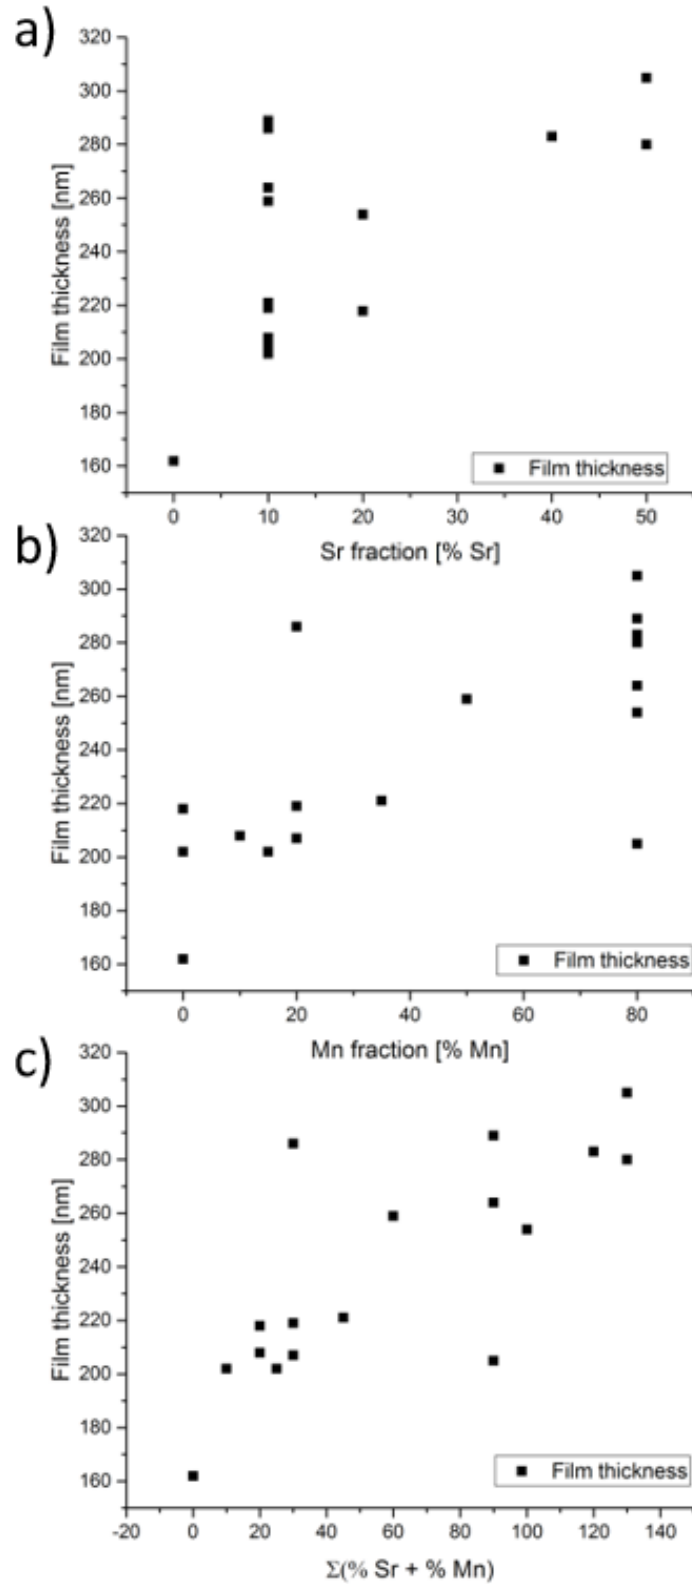 a)
320
300
280
260
240
220
200
180
160
Film thickness [nm]
Film thickness
0 10 20 30 40 50
Sr fraction [% Sr]
b)
320
300
280
260
240
220
200
180
160
Film thickness [nm]
Film thickness
0 20 40 60 80
Mn fraction [% Mn]
c)
320
300
280
260
240
220
200
180
160
Film thickness [nm]
Film thickness
-20 0 20 40 60 80 100 120 140
Σ(% Sr + % Mn)